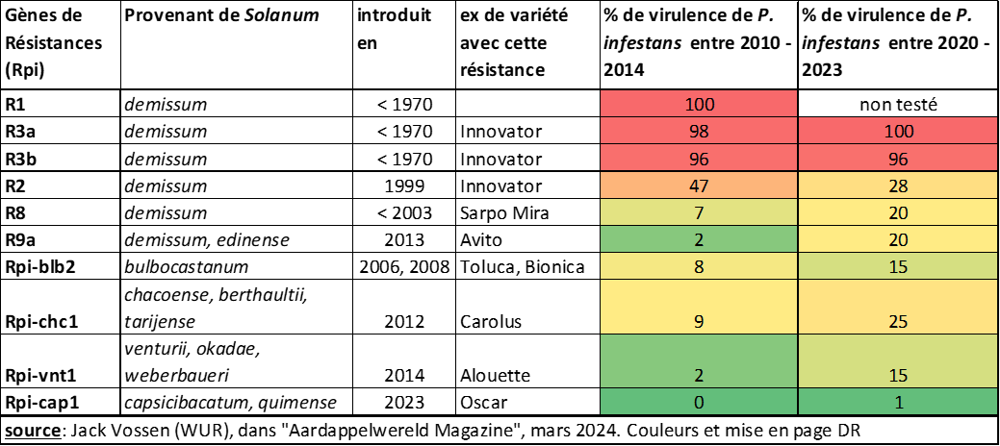 Gènes de Résistances (Rpi) Provenant de Solanum introduit en ex de variété avec cette résistance % de virulence de P. infestans entre 2010 - 2014 % de virulence de P. infestans entre 2020 - 2023
R1 demissum < 1970 100 non testé
R3a demissum < 1970 Innovator 98 100
R3b demissum < 1970 Innovator 96 96
R2 demissum 1999 Innovator 47 28
R8 demissum < 2003 Sarpo Mira 7 20
R9a demissum, edinense 2013 Avito 2 20
Rpi-blb2 bulbocastanum 2006, 2008 Toluca, Bionica 8 15
Rpi-chc1 chacoense, berthaultii, tarijense 2012 Carolus 9 25
Rpi-vnt1 venturii, okadae, weberbaueri 2014 Alouette 2 15
Rpi-cap1 capsicibacatum, quimense 2023 Oscar 0 1
source: Jack Vossen (WUR), dans "Aardappelwereld Magazine", mars 2024. Couleurs et mise en page DR